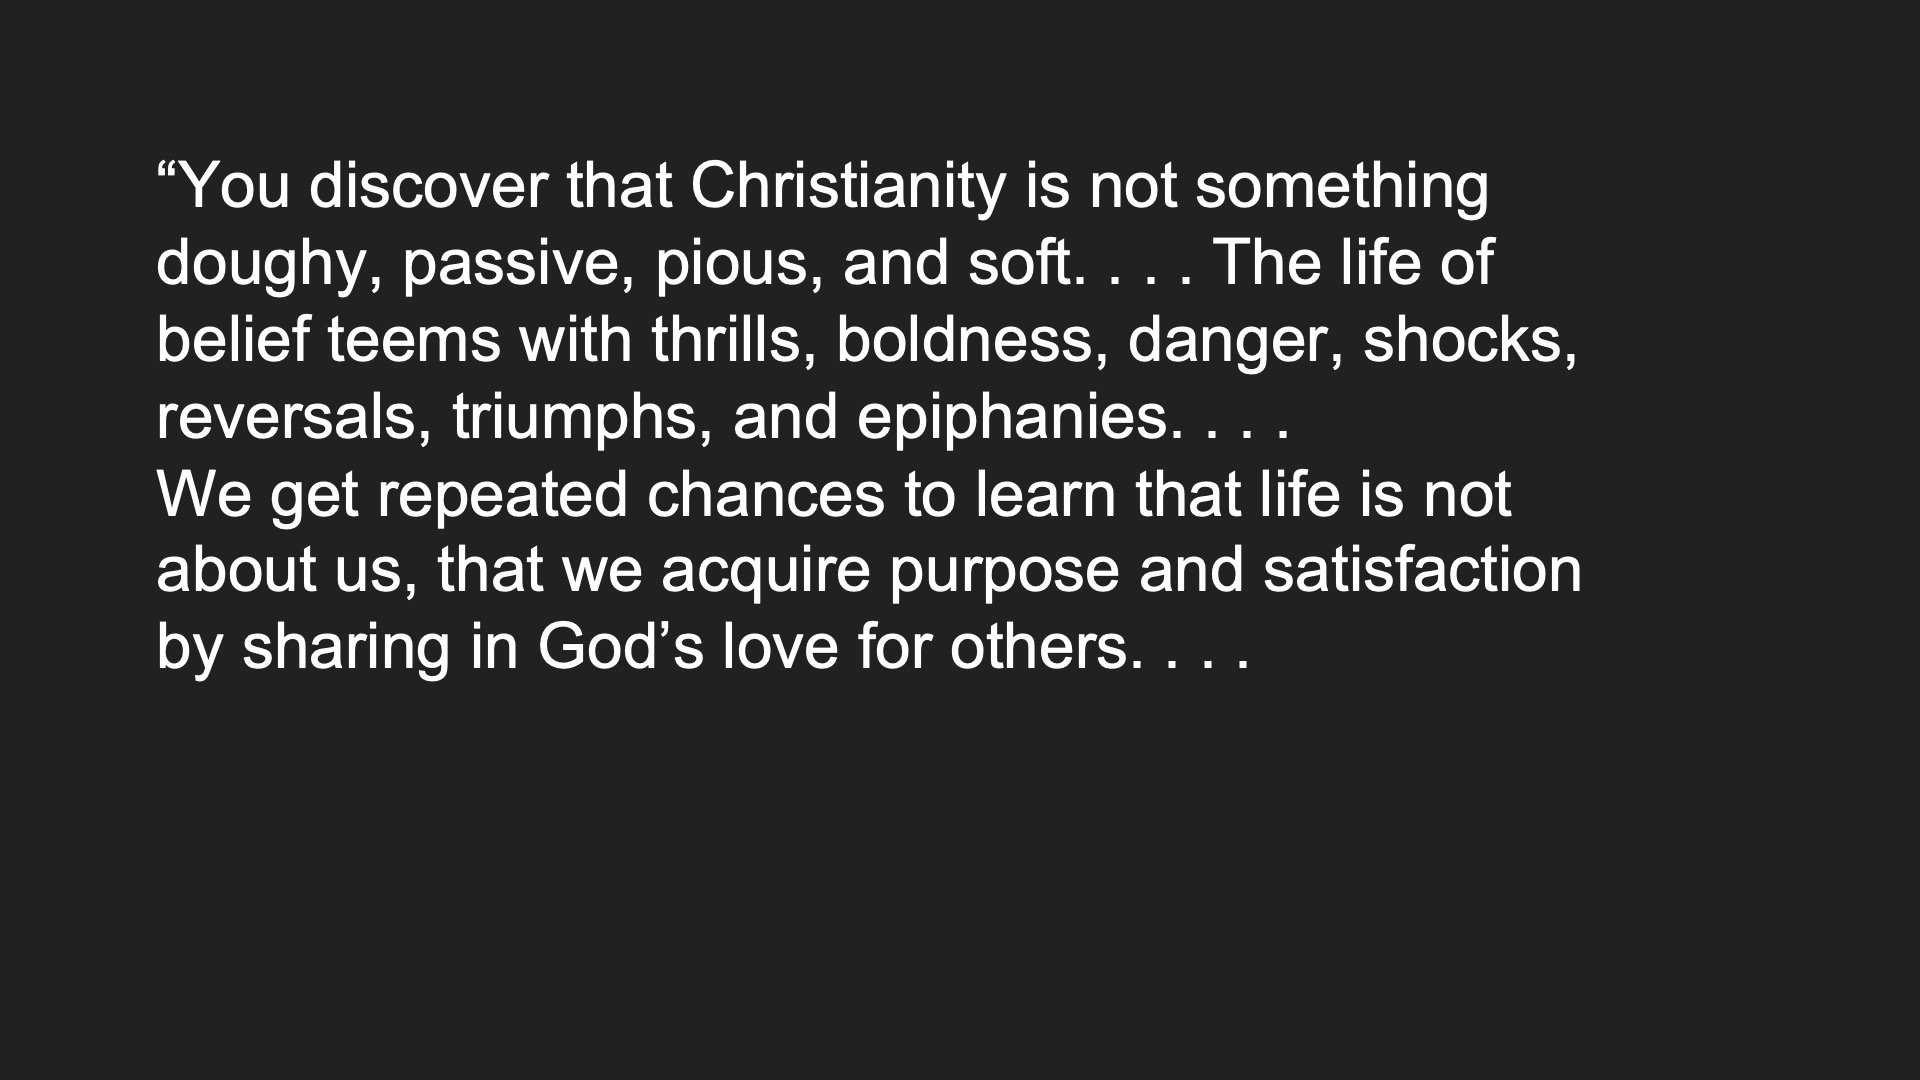 “You discover that Christianity is not something
doughy, passive, pious, and soft. . . . The life of
belief teems with thrills, boldness, danger, shocks,
reversals, triumphs, and epiphanies. . . .
We get repeated chances to learn that life is not
about us, that we acquire purpose and satisfaction
by sharing in God’s love for others. . . .